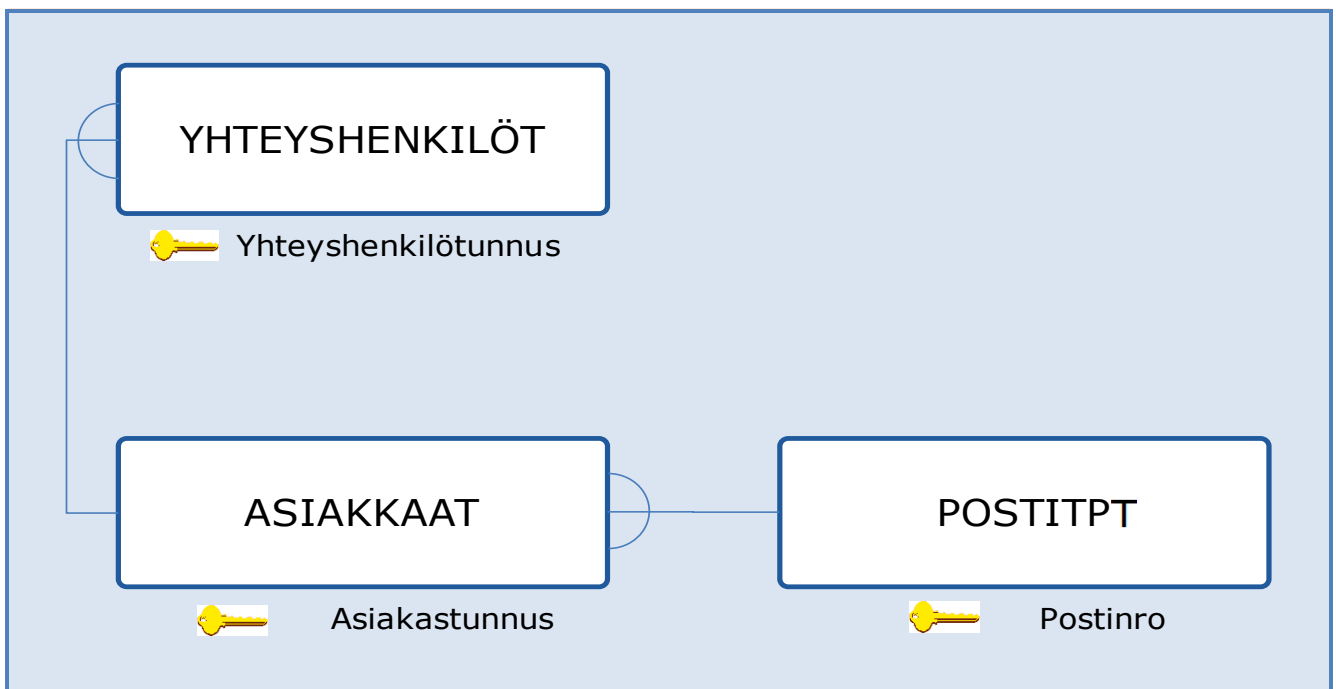 YHTEYSHENKILÖT
Yhteyshenkilötunnus
ASIAKKAAT
POSTITPT
Asiakastunnus
Postinro